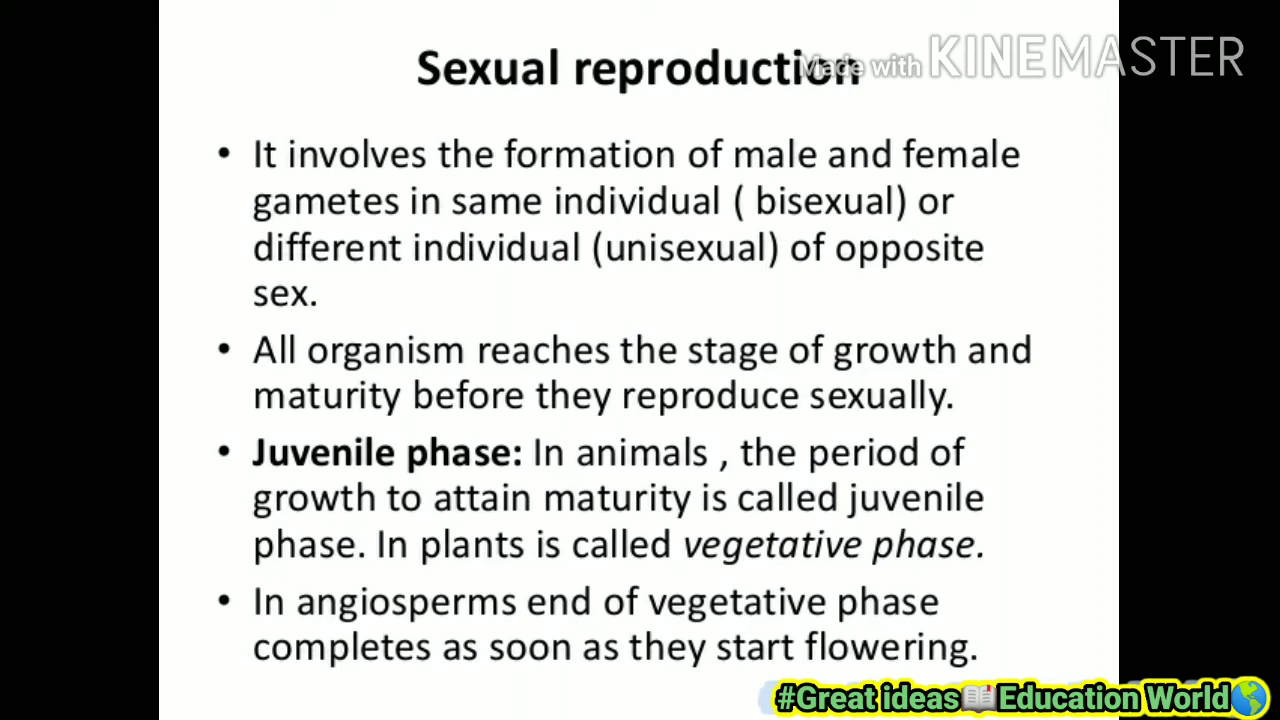 Sexual reproduction
Made with KINEMASTER
• It involves the formation of male and female
gametes in same individual ( bisexual) or
different individual (unisexual) of opposite
sex.
• All organism reaches the stage of growth and
maturity before they reproduce sexually.
• Juvenile phase: In animals , the period of
growth to attain maturity is called juvenile
phase. In plants is called vegetative phase.
• In angiosperms end of vegetative phase
completes as soon as they start flowering.
#Great ideas📖Education World🌎